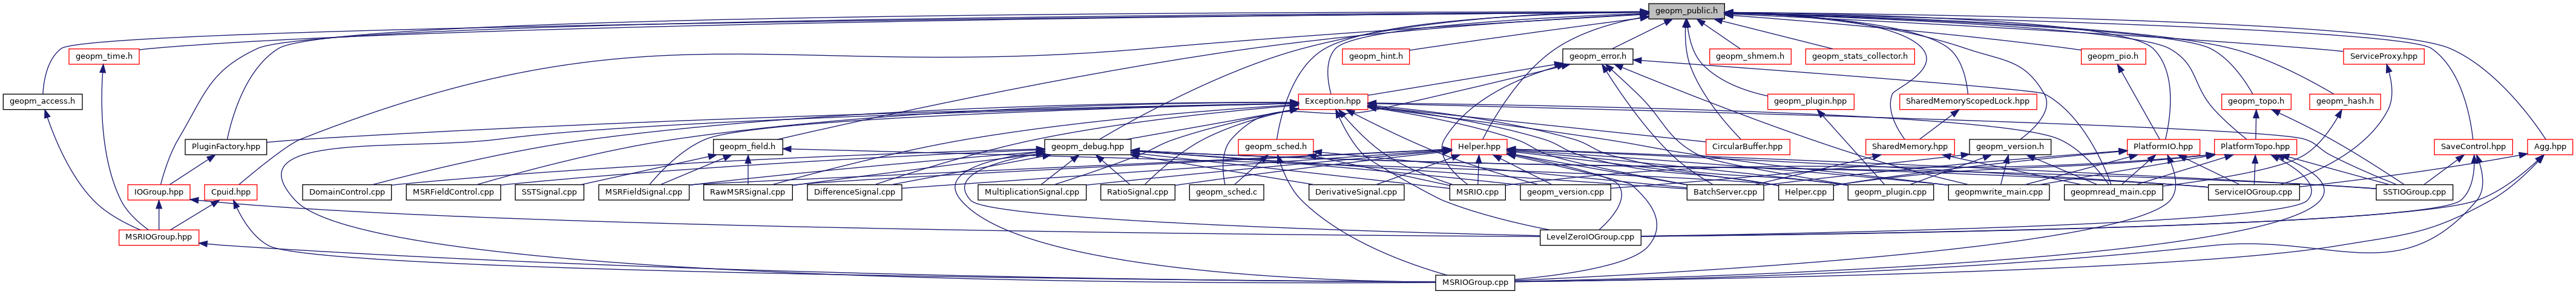 geopm_public.h
geopm_time.h
geopm_hint.h
geopm_error.h
geopm_shmem.h
geopm_stats_collector.h
geopm_pio.h
ServiceProxy.hpp
geopm_access.h
Exception.hpp
geopm_plugin.hpp
SharedMemoryScopedLock.hpp
geopm_topo.h
geopm_hash.h
PluginFactory.hpp
geopm_field.h
geopm_debug.hpp
geopm_sched.h
Helper.hpp
CircularBuffer.hpp
SharedMemory.hpp
geopm_version.h
PlatformIO.hpp
PlatformTopo.hpp
SaveControl.hpp
Agg.hpp
IOGroup.hpp
Cpuid.hpp
DomainControl.cpp
MSRFieldControl.cpp
SSTSignal.cpp
MSRFieldSignal.cpp
RawMSRSignal.cpp
DifferenceSignal.cpp
MultiplicationSignal.cpp
RatioSignal.cpp
geopm_sched.c
DerivativeSignal.cpp
MSRIO.cpp
geopm_version.cpp
BatchServer.cpp
Helper.cpp
geopm_plugin.cpp
geopmwrite_main.cpp
geopmread_main.cpp
ServiceIOGroup.cpp
SSTIOGroup.cpp
MSRIOGroup.hpp
LevelZeroIOGroup.cpp
MSRIOGroup.cpp